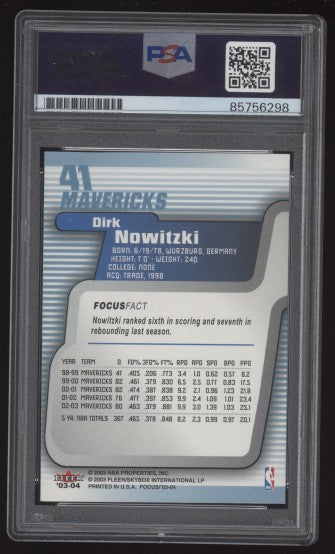 PSA
85756298
41
MAVERICKS
Dirk
Nowitzki
BORN: 6/19/78, WURZBURG, GERMANY
HEIGHT: 7'0" - WEIGHT: 240
COLLEGE: NONE
ACQ: TRADE, 1998
FOCUSFACT
Nowitzki ranked sixth in scoring and seventh in
rebounding last season.
YEAR TEAM G FG% 3FG% FT% RPG APG SPG BPG PPG
98-99 MAVERICKS 47 .405 .206 .773 3.4 1.0 0.62 0.57 8.2
99-00 MAVERICKS 82 .461 .379 .830 6.5 2.5 0.77 0.83 17.5
00-01 MAVERICKS 82 .474 .387 .838 9.2 2.1 0.96 1.23 21.8
01-02 MAVERICKS 76 .477 .397 .853 9.9 2.4 1.09 1.01 23.4
02-03 MAVERICKS 80 .463 .379 .881 9.9 3.0 1.39 1.03 25.1
5 YR. NBA TOTALS 367 .465 .383 .848 8.2 2.3 0.99 0.97 20.1
FLEER
'03-04
© 2003 NBA PROPERTIES, INC.
© 2003 FLEER/SKYBOX INTERNATIONAL LP
PRINTED IN U.S.A. FOCUS '03-04
NBA